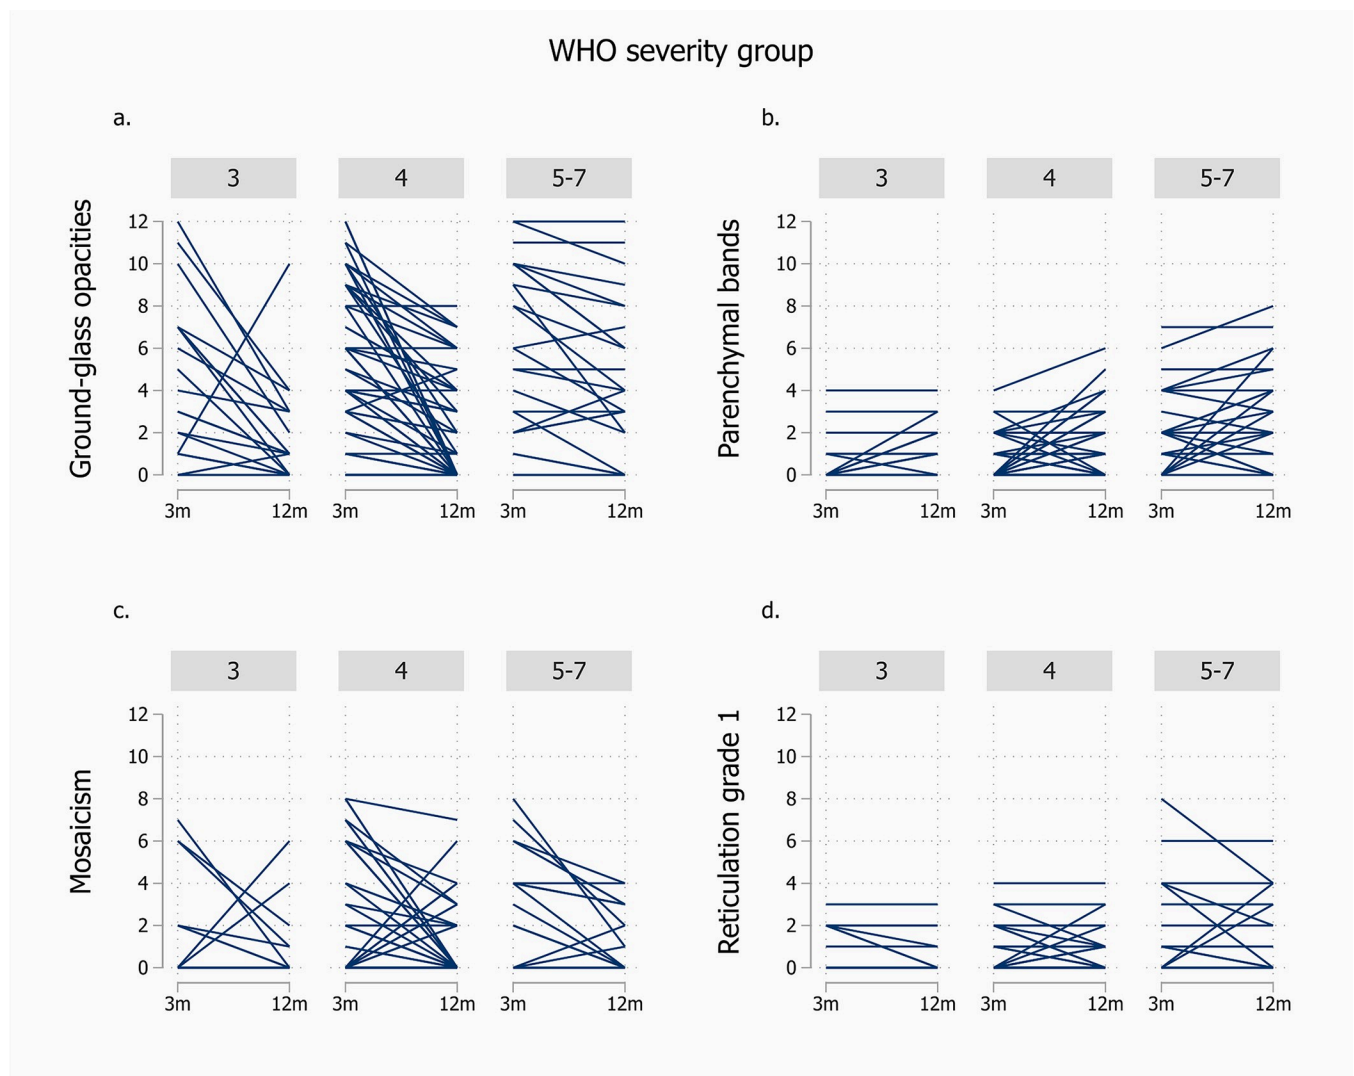 WHO severity group
a.
3 4 5-7
Ground-glass opacities
12
10
8
6
4
2
0
3m 12m 3m 12m 3m 12m
b.
3 4 5-7
Parenchymal bands
12
10
8
6
4
2
0
3m 12m 3m 12m 3m 12m
c.
3 4 5-7
Mosaicism
12
10
8
6
4
2
0
3m 12m 3m 12m 3m 12m
d.
3 4 5-7
Reticulation grade 1
12
10
8
6
4
2
0
3m 12m 3m 12m 3m 12m